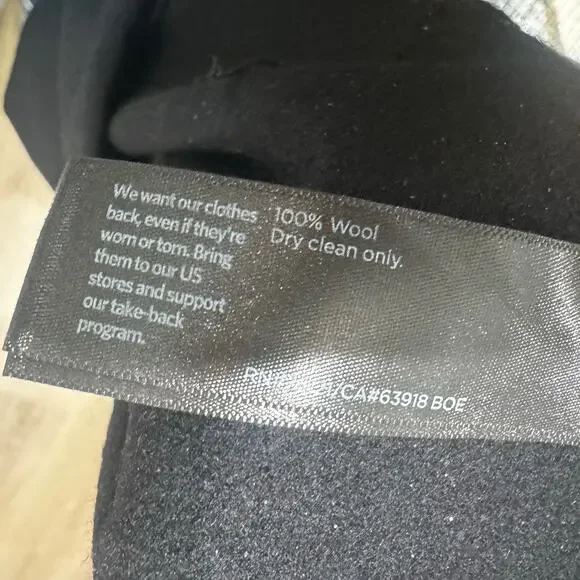 We want our clothes
back, even if they're
worn or torn. Bring
them to our US
stores and support
our take-back
program.
100% Wool
Dry clean only.
/CA#63918 BOE